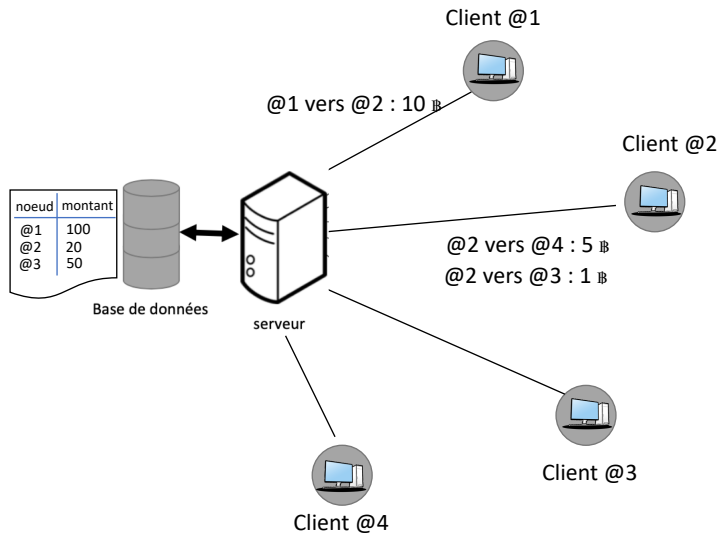 Client @1
@1 vers @2 : 10 ฿
Client @2
noeud montant
@1 100
@2 20
@3 50
@2 vers @4 : 5 ฿
@2 vers @3 : 1 ฿
Base de données
serveur
Client @3
Client @4